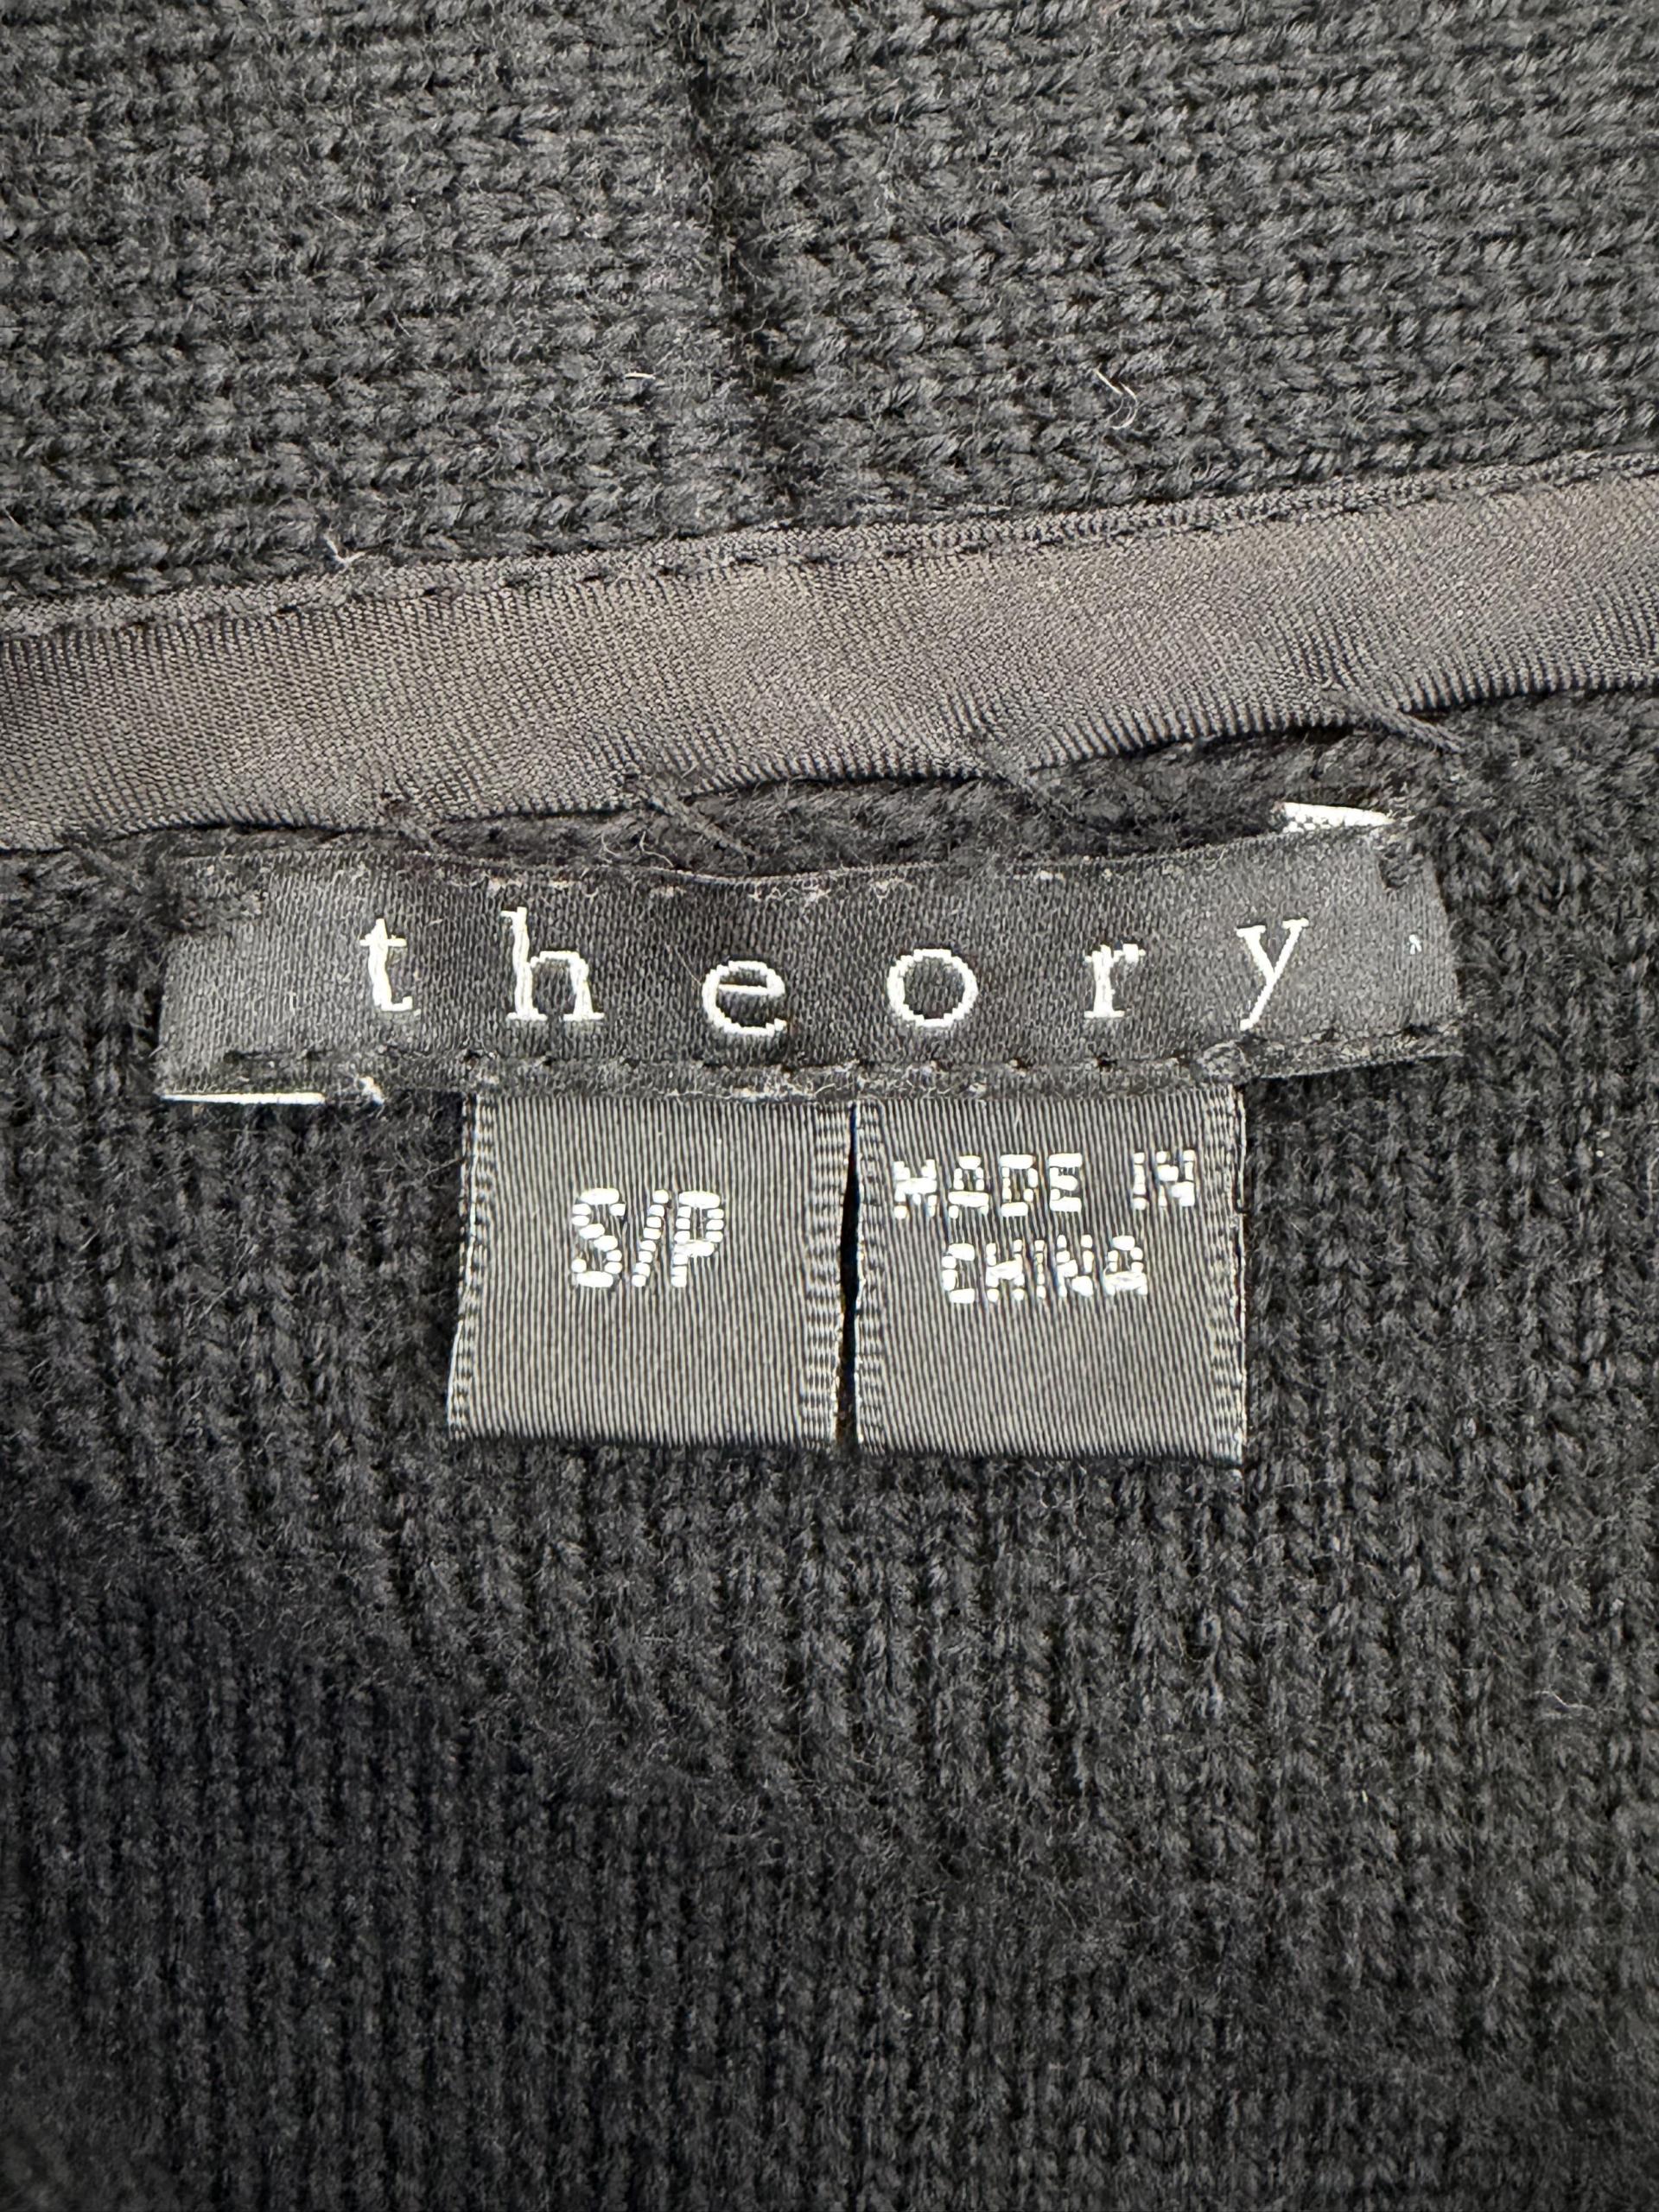 theory
S/P
MADE IN
CHINA